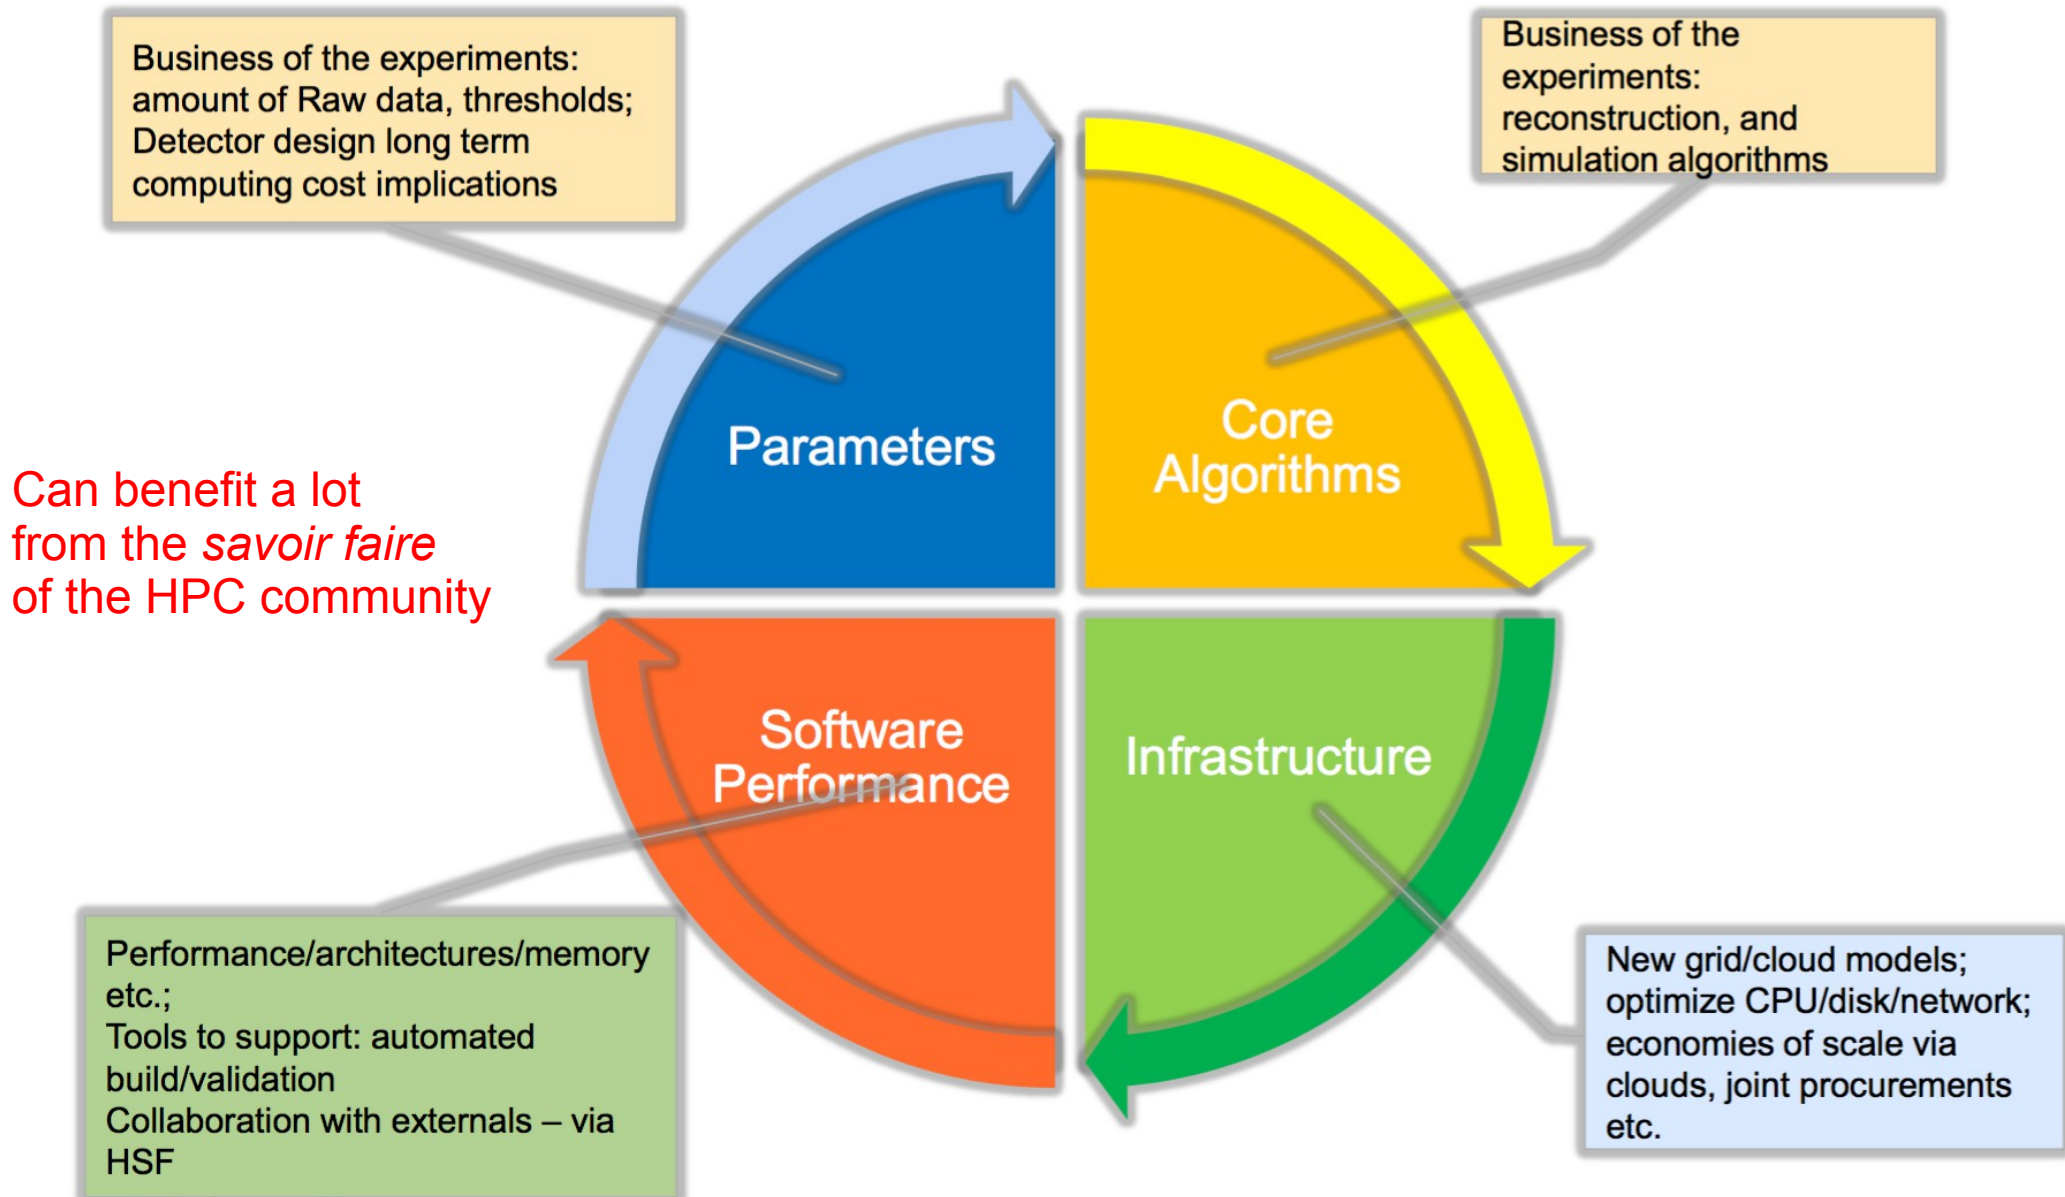 Business of the experiments:
amount of Raw data, thresholds;
Detector design long term
computing cost implications
Business of the
experiments:
reconstruction, and
simulation algorithms
Parameters
Core
Algorithms
Can benefit a lot
from the savoir faire
of the HPC community
Software
Performance
Infrastructure
Performance/architectures/memory
etc.;
Tools to support: automated
build/validation
Collaboration with externals – via
HSF
New grid/cloud models;
optimize CPU/disk/network;
economies of scale via
clouds, joint procurements
etc.